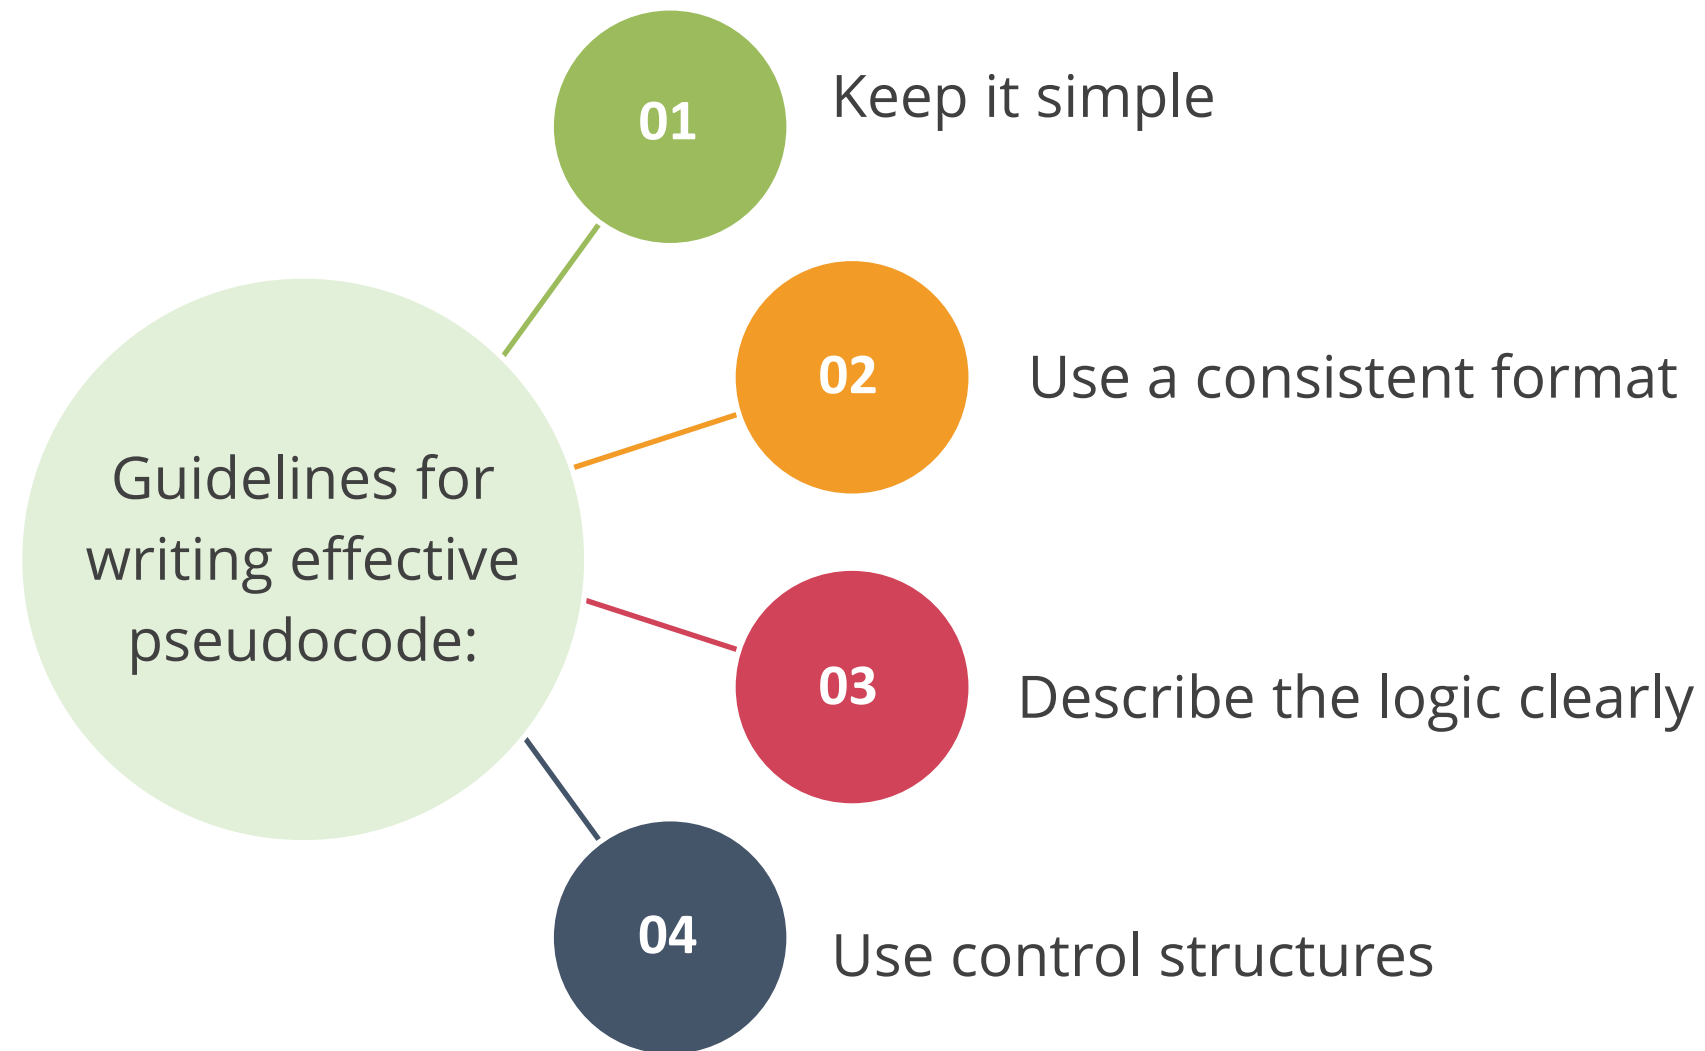 01
Keep it simple
02
Use a consistent format
Guidelines for
writing effective
pseudocode:
03
Describe the logic clearly
04
Use control structures